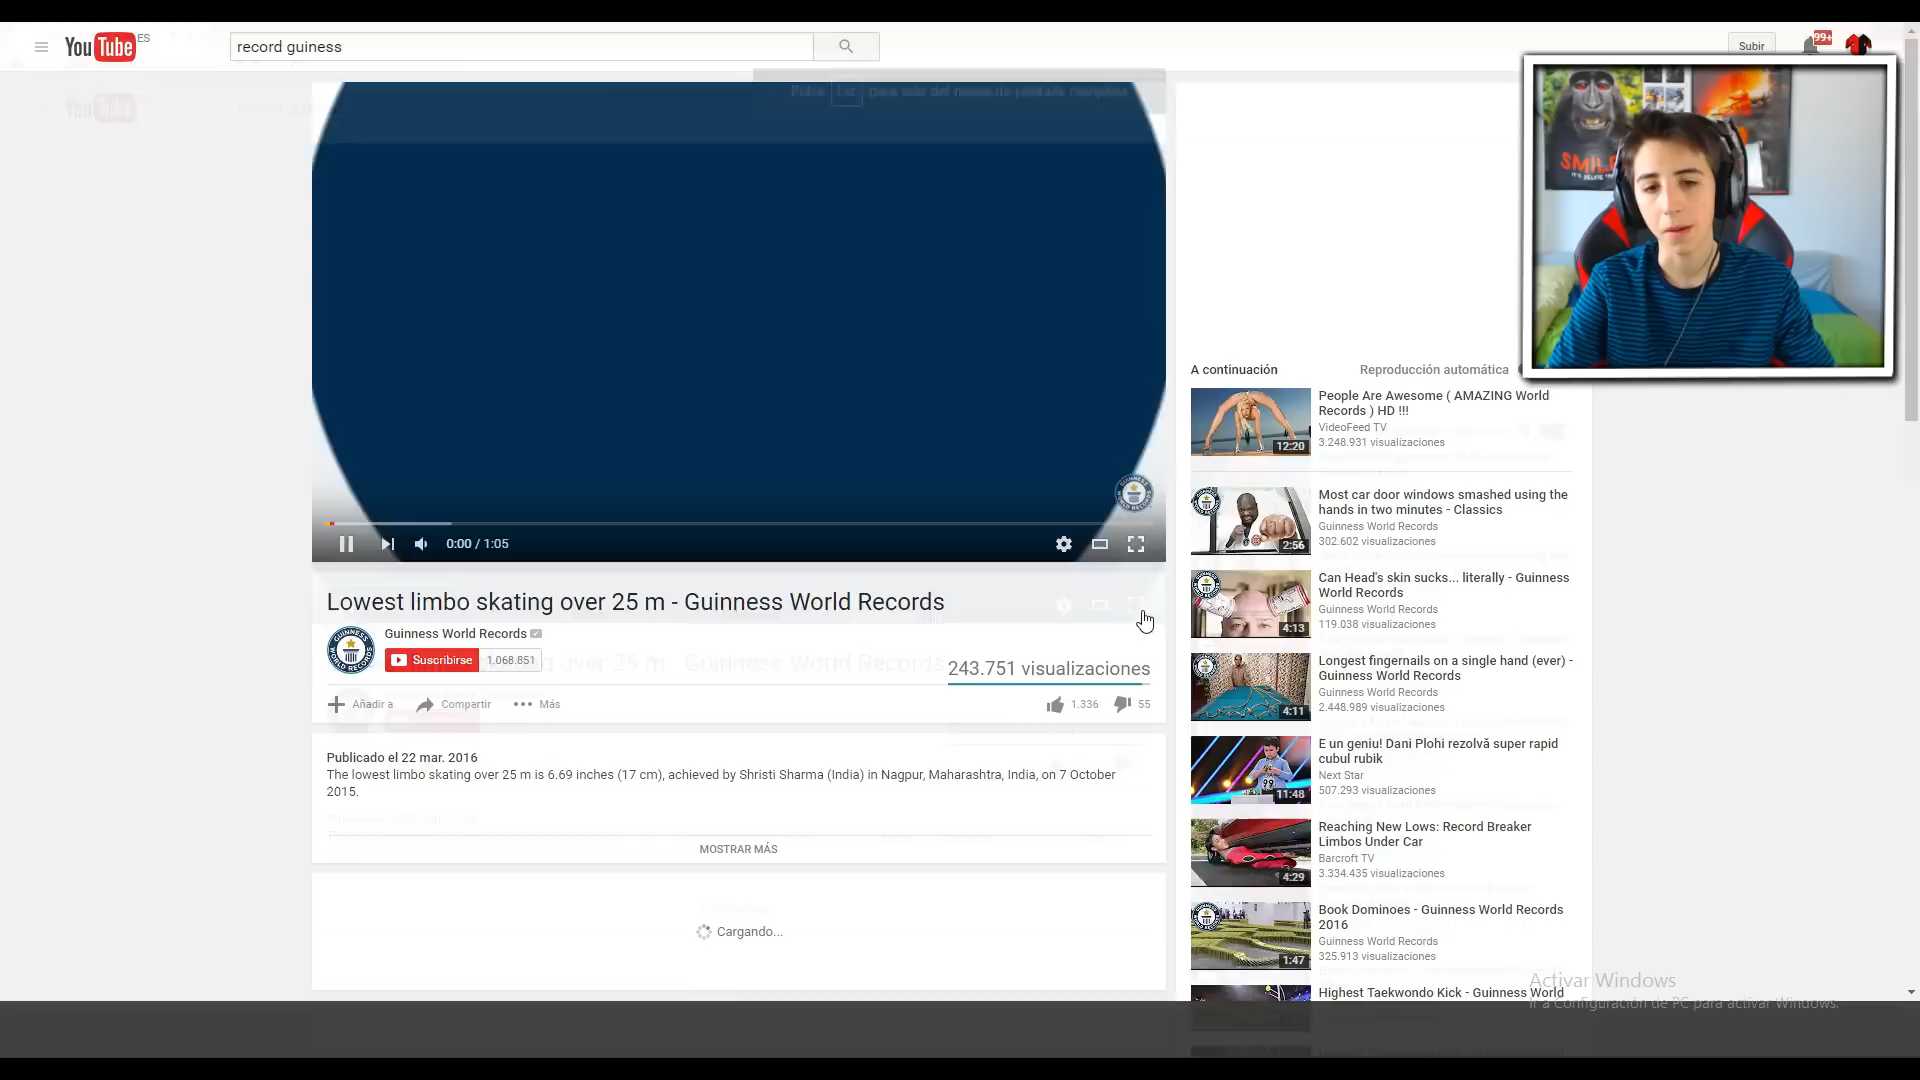 YouTube ES
record guiness
Subir
99+
SMILE
0:00 / 1:05
Lowest limbo skating over 25 m - Guinness World Records
Guinness World Records
Suscribirse 1.068.851
243.751 visualizaciones
Añadir a Compartir Más
1.336 55
Publicado el 22 mar. 2016
The lowest limbo skating over 25 m is 6.69 inches (17 cm), achieved by Shristi Sharma (India) in Nagpur, Maharashtra, India, on 7 October
2015.
MOSTRAR MÁS
Cargando...
A continuación
Reproducción automática
People Are Awesome ( AMAZING World
Records ) HD !!!
VideoFeed TV
3.248.931 visualizaciones
12:20
Most car door windows smashed using the
hands in two minutes - Classics
Guinness World Records
302.602 visualizaciones
2:56
Can Head's skin sucks... literally - Guinness
World Records
Guinness World Records
119.038 visualizaciones
4:13
Longest fingernails on a single hand (ever) -
Guinness World Records
Guinness World Records
2.448.989 visualizaciones
4:11
E un geniu! Dani Plohi rezolvă super rapid
cubul rubik
Next Star
507.293 visualizaciones
11:48
Reaching New Lows: Record Breaker
Limbos Under Car
Barcroft TV
3.334.435 visualizaciones
4:29
Book Dominoes - Guinness World Records
2016
Guinness World Records
325.913 visualizaciones
1:47
Highest Taekwondo Kick - Guinness World
Activar Windows
Ir a Configuración de PC para activar Windows.